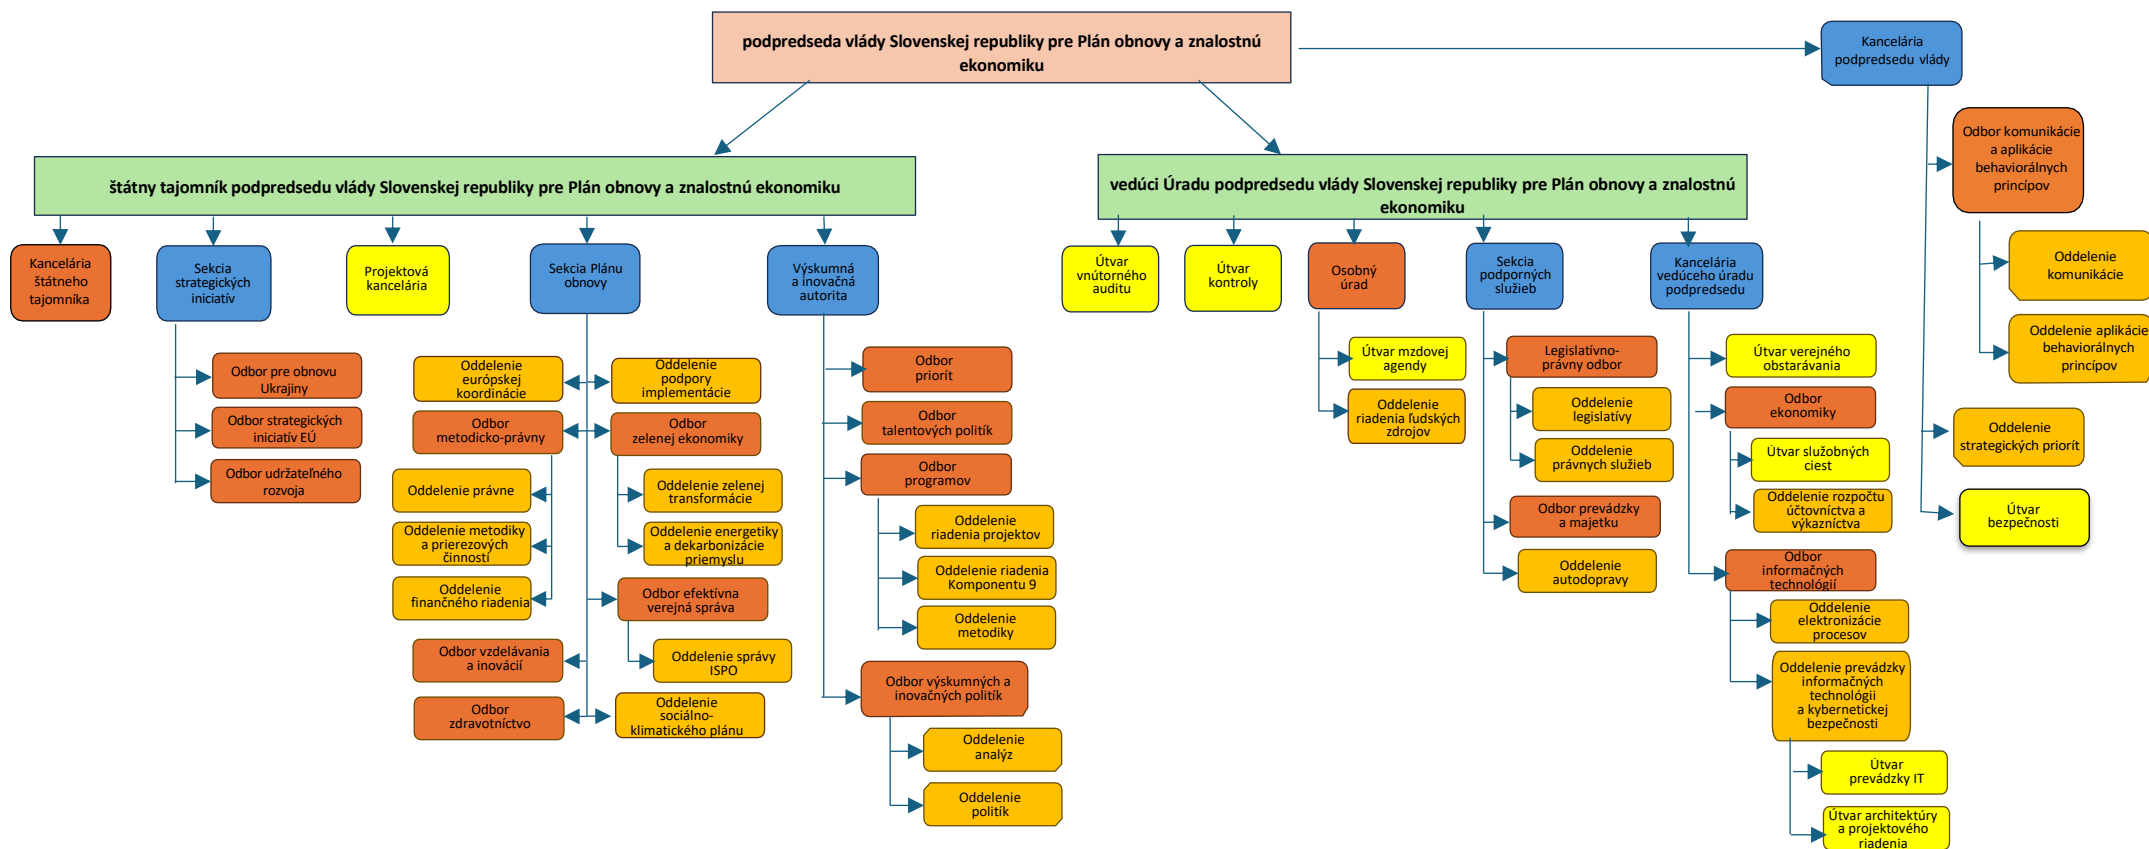 podpredseda vlády Slovenskej republiky pre Plán obnovy a znalostnú
ekonomiku
Kancelária
podpredsedu vlády
Odbor komunikácie
a aplikácie
behaviorálnych
princípov
Oddelenie
komunikácie
Oddelenie aplikácie
behaviorálnych
princípov
Oddelenie
strategických priorít
Útvar
bezpečnosti
štátny tajomník podpredsedu vlády Slovenskej republiky pre Plán obnovy a znalostnú ekonomiku
Kancelária
štátneho
tajomníka
Sekcia
strategických
iniciatív
Odbor pre obnovu
Ukrajiny
Odbor strategických
iniciatív EÚ
Odbor udržateľného
rozvoja
Projektová
kancelária
Sekcia Plánu
obnovy
Oddelenie
európskej
koordinácie
Oddelenie
podpory
implementácie
Odbor
metodicko-právny
Odbor
zelenej ekonomiky
Oddelenie právne
Oddelenie metodiky
a prierezových
činností
Oddelenie
finančného riadenia
Oddelenie zelenej
transformácie
Oddelenie energetiky
a dekarbonizácie
priemyslu
Odbor efektívna
verejná správa
Oddelenie správy
ISPO
Odbor vzdelávania
a inovácií
Odbor
zdravotníctvo
Oddelenie
sociálno-
klimatického plánu
Výskumná
a inovačná
autorita
Odbor
priorít
Odbor
talentových politík
Odbor
programov
Oddelenie
riadenia projektov
Oddelenie riadenia
Komponentu 9
Oddelenie
metodiky
Odbor výskumných a
inovačných politík
Oddelenie
analýz
Oddelenie
politík
vedúci Úradu podpredsedu vlády Slovenskej republiky pre Plán obnovy a znalostnú
ekonomiku
Útvar
vnútorného
auditu
Útvar
kontroly
Osobný
úrad
Útvar mzdovej
agendy
Oddelenie
riadenia ľudských
zdrojov
Sekcia
podporných
služieb
Legislatívno-
právny odbor
Oddelenie
legislatívy
Oddelenie
právnych služieb
Odbor prevádzky
a majetku
Oddelenie
autodopravy
Kancelária
vedúceho úradu
podpredsedu
Útvar verejného
obstarávania
Odbor
ekonomiky
Útvar služobných
ciest
Oddelenie rozpočtu
účtovníctva a
výkazníctva
Odbor
informačných
technológií
Oddelenie
elektronizácie
procesov
Oddelenie prevádzky
informačných
technológii
a kybernetickej
bezpečnosti
Útvar
prevádzky IT
Útvar architektúry
a projektového
riadenia